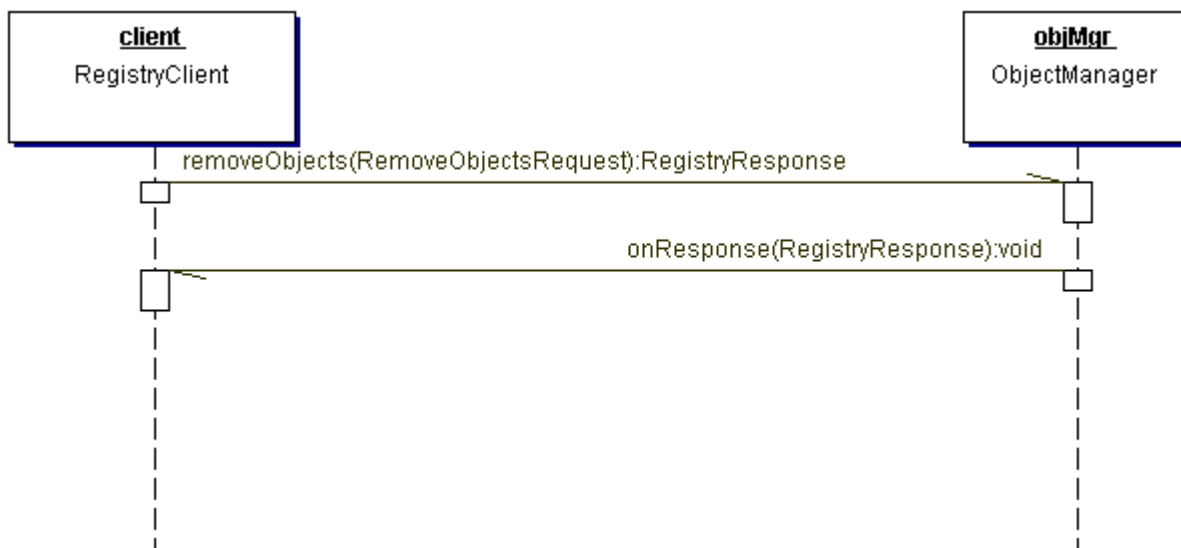 client
RegistryClient
objMgr
ObjectManager
removeObjects(RemoveObjectsRequest):RegistryResponse
onResponse(RegistryResponse):void